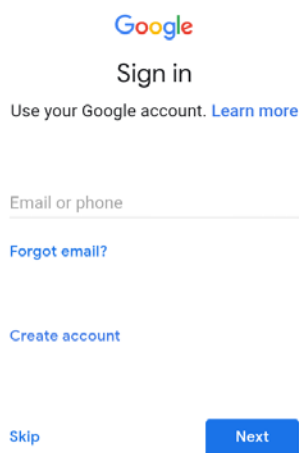 Google
Sign in
Use your Google account. Learn more
Email or phone
Forgot email?
Create account
Skip Next